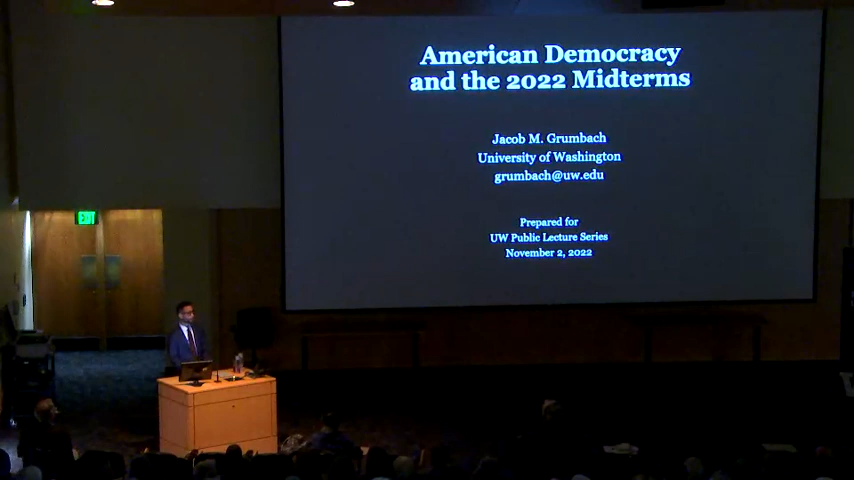 American Democracy
and the 2022 Midterms
Jacob M. Grumbach
University of Washington
grumbach@uw.edu
Prepared for
UW Public Lecture Series
November 2, 2022
EXIT